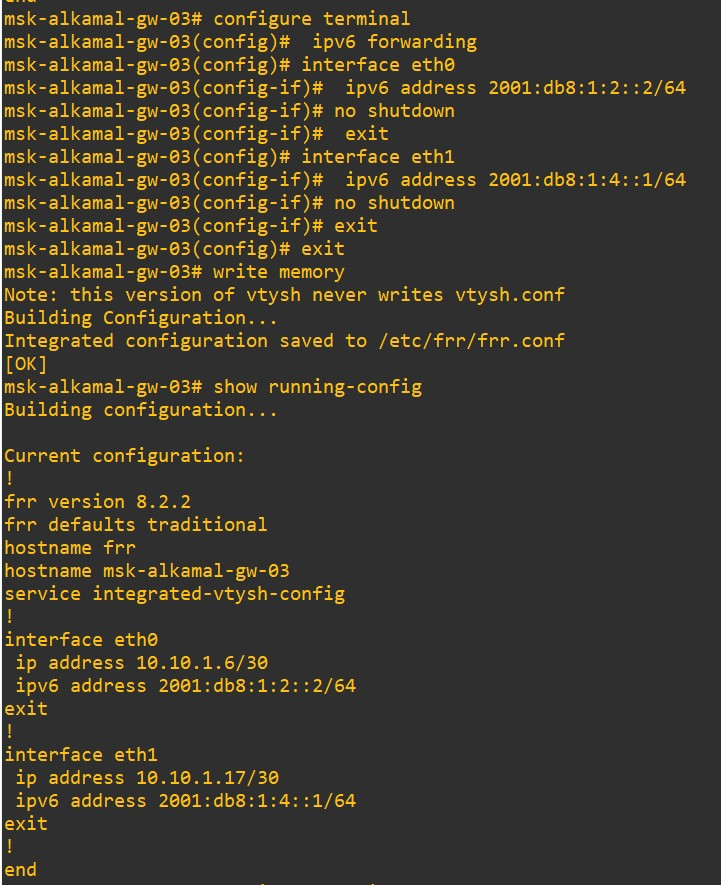 end
msk-alkamal-gw-03# configure terminal
msk-alkamal-gw-03(config)#  ipv6 forwarding
msk-alkamal-gw-03(config)# interface eth0
msk-alkamal-gw-03(config-if)#  ipv6 address 2001:db8:1:2::2/64
msk-alkamal-gw-03(config-if)# no shutdown
msk-alkamal-gw-03(config-if)#  exit
msk-alkamal-gw-03(config)# interface eth1
msk-alkamal-gw-03(config-if)#  ipv6 address 2001:db8:1:4::1/64
msk-alkamal-gw-03(config-if)# no shutdown
msk-alkamal-gw-03(config-if)# exit
msk-alkamal-gw-03(config)# exit
msk-alkamal-gw-03# write memory
Note: this version of vtysh never writes vtysh.conf
Building Configuration...
Integrated configuration saved to /etc/frr/frr.conf
[OK]
msk-alkamal-gw-03# show running-config
Building configuration...

Current configuration:
!
frr version 8.2.2
frr defaults traditional
hostname frr
hostname msk-alkamal-gw-03
service integrated-vtysh-config
!
interface eth0
 ip address 10.10.1.6/30
 ipv6 address 2001:db8:1:2::2/64
exit
!
interface eth1
 ip address 10.10.1.17/30
 ipv6 address 2001:db8:1:4::1/64
exit
!
end